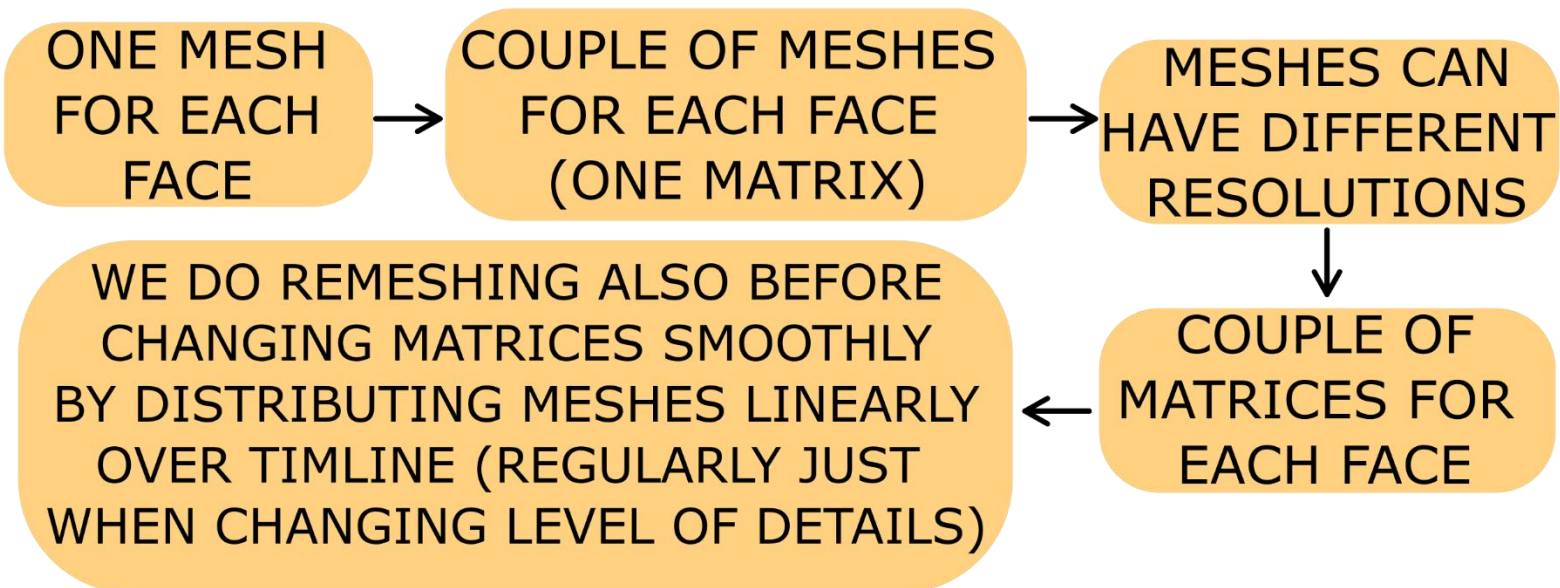 ONE MESH
FOR EACH
FACE
COUPLE OF MESHES
FOR EACH FACE
(ONE MATRIX)
MESHES CAN
HAVE DIFFERENT
RESOLUTIONS
COUPLE OF
MATRICES FOR
EACH FACE
WE DO REMESHING ALSO BEFORE
CHANGING MATRICES SMOOTHLY
BY DISTRIBUTING MESHES LINEARLY
OVER TIMLINE (REGULARLY JUST
WHEN CHANGING LEVEL OF DETAILS)